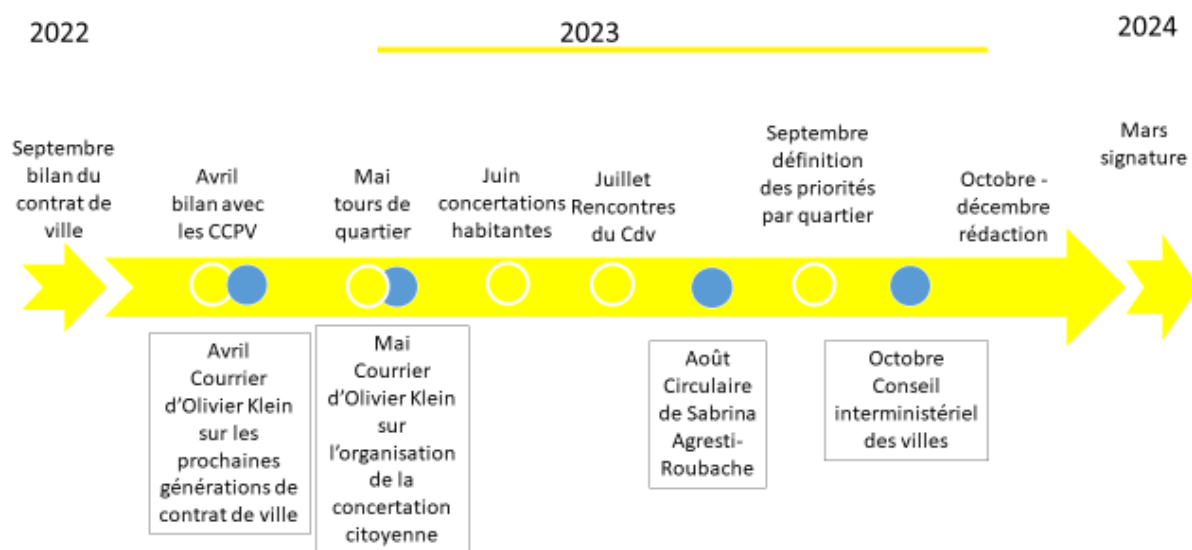 2022
2023
2024
Septembre
bilan du
contrat de
ville
Avril
bilan avec
les CCPV
Mai
tours de
quartier
Juin
concertations
habitantes
Juillet
Rencontres
du Cdv
Septembre
définition
des priorités
par quartier
Octobre -
décembre
rédaction
Mars
signature
Avril
Courrier
d'Olivier Klein
sur les
prochaines
générations de
contrat de ville
Mai
Courrier
d'Olivier Klein
sur
l'organisation
de la
concertation
citoyenne
Août
Circulaire
de Sabrina
Agresti-
Roubache
Octobre
Conseil
interministériel
des villes